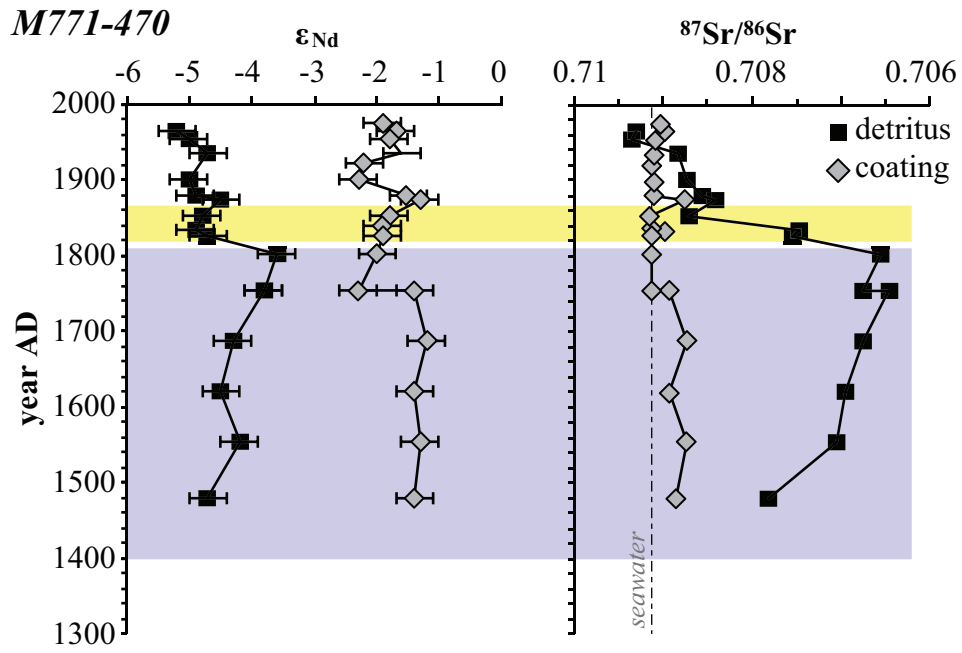 M771-470
εNd
87Sr/86Sr
-6 -5 -4 -3 -2 -1 0
0.71 0.708 0.706
2000
1900
1800
1700
1600
1500
1400
1300
year AD
detritus
coating
seawater